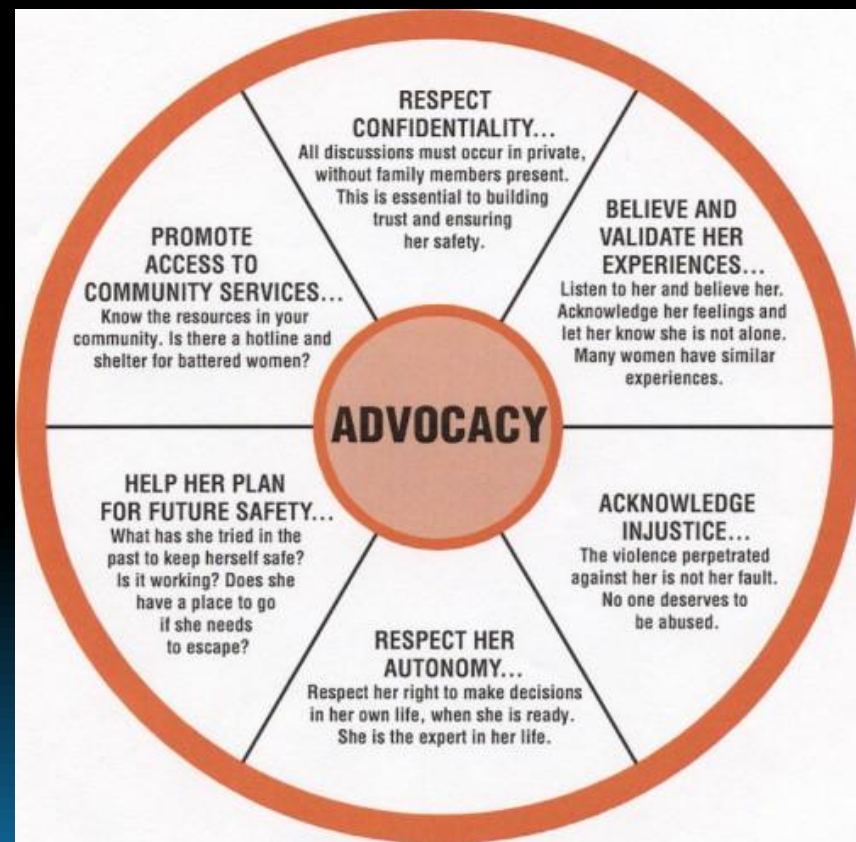 RESPECT
CONFIDENTIALITY...
All discussions must occur in private,
without family members present.
This is essential to building
trust and ensuring
her safety.
BELIEVE AND
VALIDATE HER
EXPERIENCES...
Listen to her and believe her.
Acknowledge her feelings and
let her know she is not alone.
Many women have similar
experiences.
ACKNOWLEDGE
INJUSTICE...
The violence perpetrated
against her is not her fault.
No one deserves to
be abused.
RESPECT HER
AUTONOMY...
Respect her right to make decisions
in her own life, when she is ready.
She is the expert in her life.
HELP HER PLAN
FOR FUTURE SAFETY...
What has she tried in the
past to keep herself safe?
Is it working? Does she
have a place to go
if she needs
to escape?
PROMOTE
ACCESS TO
COMMUNITY SERVICES...
Know the resources in your
community. Is there a hotline and
shelter for battered women?
ADVOCACY